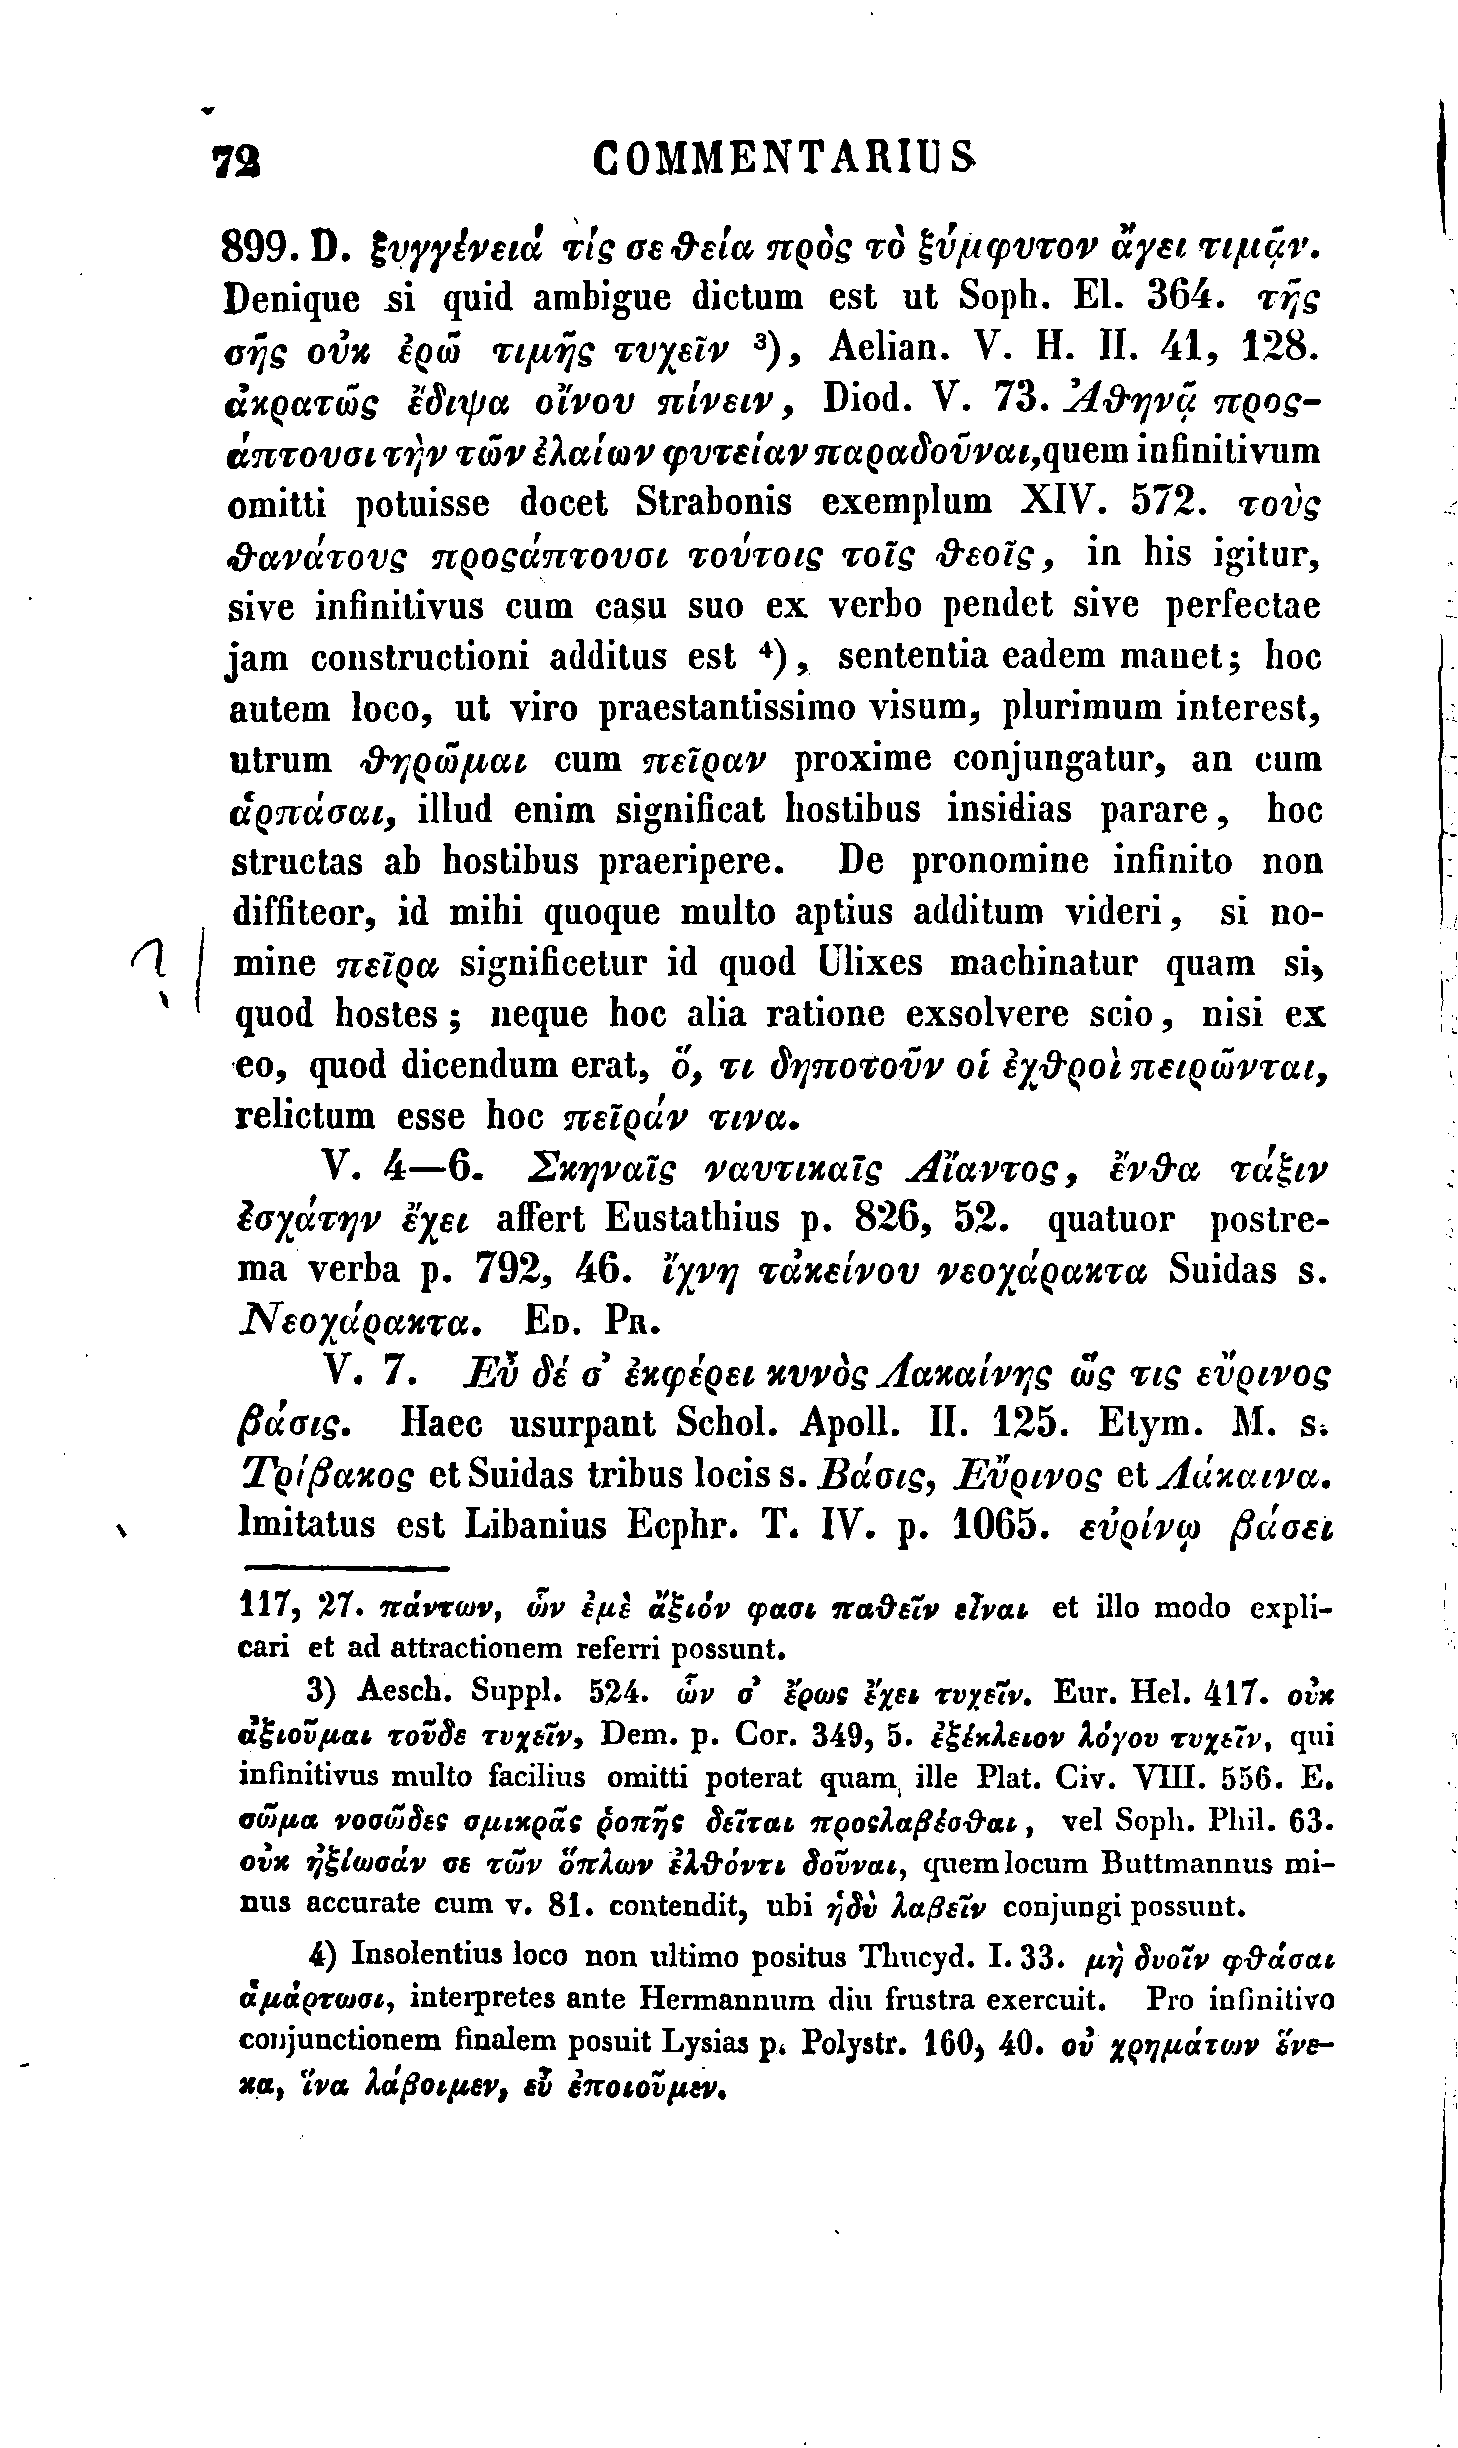 72 COMMENTARIUS
899. D. ξυγγένειά τίς σε θεία πρὸς τὸ ξύμφυτον ἄγει τιμᾷν.
Denique si quid ambigue dictum est ut Soph. El. 364. τῆς
σῆς οὐκ ἐρῶ τιμῆς τυχεῖν ³), Aelian. V. H. II. 41, 128.
ἀκρατῶς ἔδιψα οἴνου πίνειν, Diod. V. 73. Ἀθηνᾷ προς-
άπτουσι τὴν τῶν ἐλαίων φυτείαν παραδοῦναι, quem infinitivum
omitti potuisse docet Strabonis exemplum XIV. 572. τοὺς
θανάτους προςάπτουσι τούτοις τοῖς θεοῖς, in his igitur,
sive infinitivus cum casu suo ex verbo pendet sive perfectae
jam constructioni additus est ⁴), sententia eadem manet; hoc
autem loco, ut viro praestantissimo visum, plurimum interest,
utrum θηρῶμαι cum πεῖραν proxime conjungatur, an cum
ἁρπάσαι, illud enim significat hostibus insidias parare, hoc
structas ab hostibus praeripere. De pronomine infinito non
diffiteor, id mihi quoque multo aptius additum videri, si no-
mine πεῖρα significetur id quod Ulixes machinatur quam si,
quod hostes; neque hoc alia ratione exsolvere scio, nisi ex
eo, quod dicendum erat, ὅ, τι δηποτοῦν οἱ ἐχθροὶ πειρῶνται,
relictum esse hoc πεῖράν τινα.
V. 4—6. Σκηναῖς ναυτικαῖς Αἴαντος, ἔνθα τάξιν
ἐσχάτην ἔχει affert Eustathius p. 826, 52. quatuor postre-
ma verba p. 792, 46. ἴχνη τἀκείνου νεοχάρακτα Suidas s.
Νεοχάρακτα. ED. PR.
V. 7. Εὖ δέ σ᾽ ἐκφέρει κυνὸς Λακαίνης ὥς τις εὔρινος
βάσις. Haec usurpant Schol. Apoll. II. 125. Etym. M. s.
Τρίβακος et Suidas tribus locis s. Βάσις, Εὔρινος et Λάκαινα.
Imitatus est Libanius Ecphr. T. IV. p. 1065. εὐρίνῳ βάσει
117, 27. πάντων, ὧν ἐμὲ ἄξιόν φασι παθεῖν εἶναι et illo modo expli-
cari et ad attractionem referri possunt.
3) Aesch. Suppl. 524. ὧν σ᾽ ἔρως ἔχει τυχεῖν. Eur. Hel. 417. οὐκ
ἀξιοῦμαι τοῦδε τυχεῖν, Dem. p. Cor. 349, 5. ἐξέκλειον λόγου τυχεῖν, qui
infinitivus multo facilius omitti poterat quam ille Plat. Civ. VIII. 556. E.
σῶμα νοσῶδες σμικρᾶς ῥοπῆς δεῖται προςλαβέσθαι, vel Soph. Phil. 63.
οὐκ ἠξίωσάν σε τῶν ὅπλων ἐλθόντι δοῦναι, quem locum Buttmannus mi-
nus accurate cum v. 81. contendit, ubi ἡδὺ λαβεῖν conjungi possunt.
4) Insolentius loco non ultimo positus Thucyd. I. 33. μὴ δυοῖν φθάσαι
ἁμάρτωσι, interpretes ante Hermannum diu frustra exercuit. Pro infinitivo
conjunctionem finalem posuit Lysias p. Polystr. 160, 40. οὐ χρημάτων ἕνε-
κα, ἵνα λάβοιμεν, εὖ ἐποιοῦμεν.